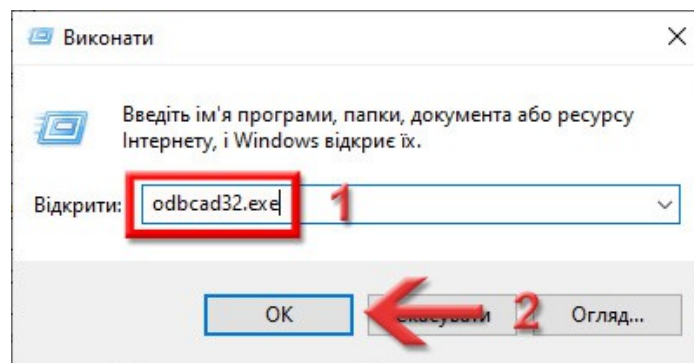 Виконати
Введіть ім'я програми, папки, документа або ресурсу
Інтернету, і Windows відкриє їх.
Відкрити: odbcad32.exe 1
OK 2 Огляд...